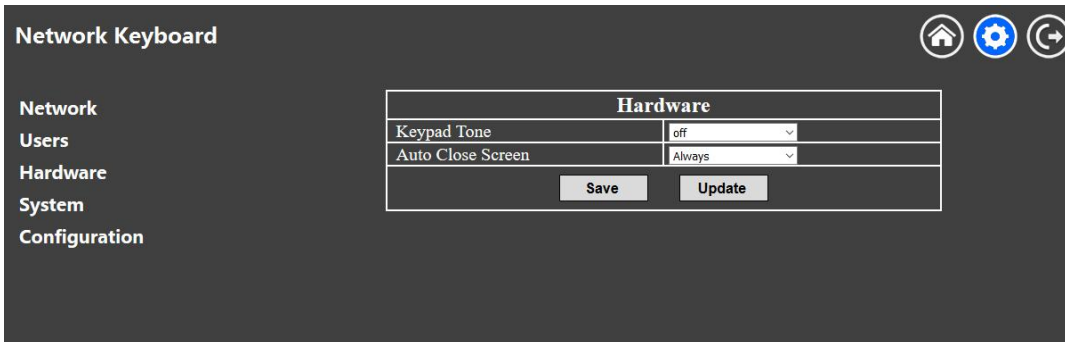 Network Keyboard
Network
Users
Hardware
System
Configuration
Hardware
Keypad Tone off
Auto Close Screen Always
Save Update